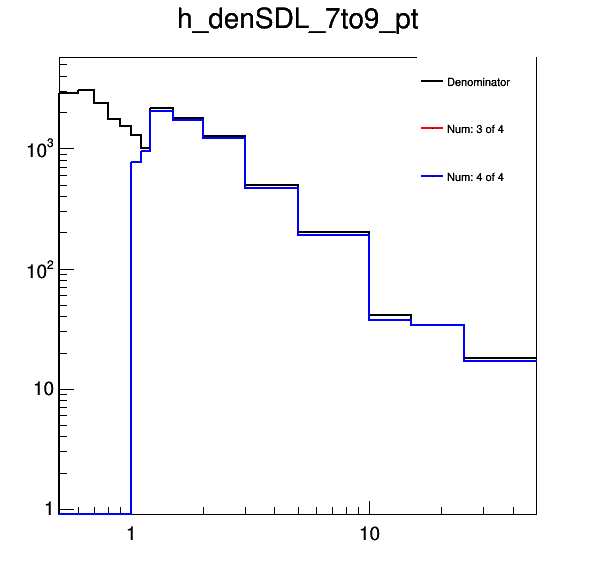 h_denSDL_7to9_pt
Denominator
Num: 3 of 4
Num: 4 of 4
10³
10²
10
1
1
10